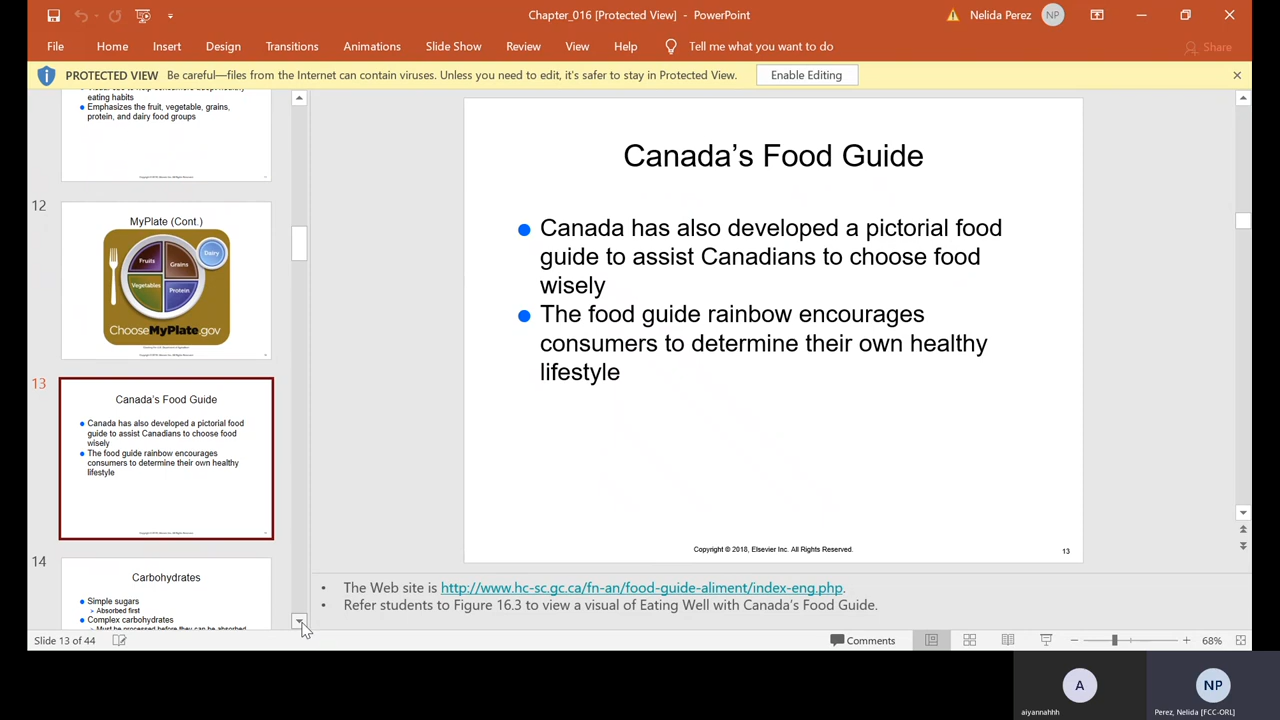 Chapter_016 [Protected View] - PowerPoint
Nelida Perez
NP
File Home Insert Design Transitions Animations Slide Show Review View Help Tell me what you want to do
Share
PROTECTED VIEW Be careful—files from the Internet can contain viruses. Unless you need to edit, it's safer to stay in Protected View. Enable Editing
eating habits
Emphasizes the fruit, vegetable, grains,
protein, and dairy food groups
12
MyPlate (Cont.)
Dairy
Fruits
Grains
Vegetables
Protein
ChooseMyPlate.gov
13
Canada's Food Guide
Canada has also developed a pictorial food
guide to assist Canadians to choose food
wisely
The food guide rainbow encourages
consumers to determine their own healthy
lifestyle
14
Carbohydrates
Simple sugars
Absorbed first
Complex carbohydrates
Must be processed before they can be absorbed
Canada's Food Guide
Canada has also developed a pictorial food
guide to assist Canadians to choose food
wisely
The food guide rainbow encourages
consumers to determine their own healthy
lifestyle
Copyright © 2018, Elsevier Inc. All Rights Reserved.
13
The Web site is http://www.hc-sc.gc.ca/fn-an/food-guide-aliment/index-eng.php.
Refer students to Figure 16.3 to view a visual of Eating Well with Canada's Food Guide.
Slide 13 of 44
Comments
68%
A
aiyannahhh
NP
Perez, Nelida [FCC-ORL]